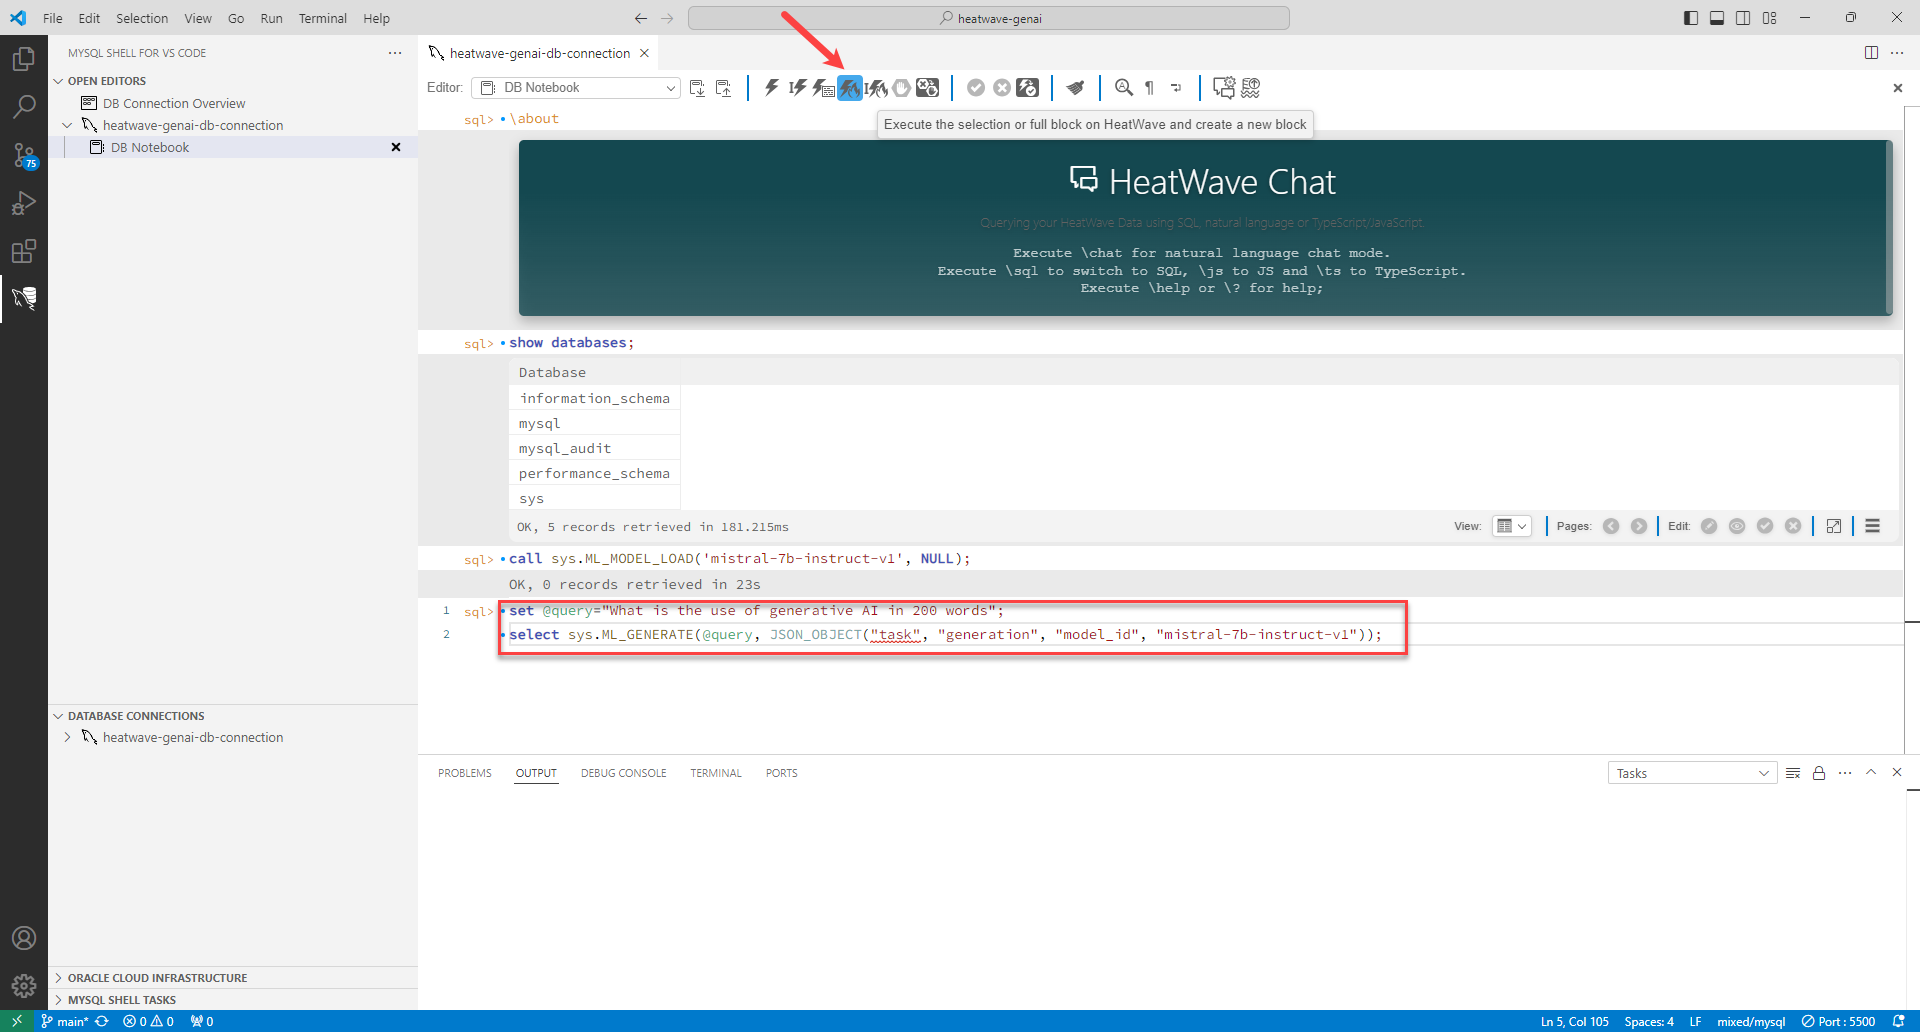 File Edit Selection View Go Run Terminal Help
heatwave-genai
MYSQL SHELL FOR VS CODE
OPEN EDITORS
DB Connection Overview
heatwave-genai-db-connection
DB Notebook
75
heatwave-genai-db-connection
Editor: DB Notebook
sql> \about
Execute the selection or full block on HeatWave and create a new block
HeatWave Chat
Querying your HeatWave Data using SQL, natural language or TypeScript/JavaScript.
Execute \chat for natural language chat mode.
Execute \sql to switch to SQL, \js to JS and \ts to TypeScript.
Execute \help or \? for help;
sql> show databases;
Database
information_schema
mysql
mysql_audit
performance_schema
sys
OK, 5 records retrieved in 181.215ms
View: Pages: Edit:
sql> call sys.ML_MODEL_LOAD('mistral-7b-instruct-v1', NULL);
OK, 0 records retrieved in 23s
1 sql> set @query="What is the use of generative AI in 200 words";
2 select sys.ML_GENERATE(@query, JSON_OBJECT("task", "generation", "model_id", "mistral-7b-instruct-v1"));
DATABASE CONNECTIONS
heatwave-genai-db-connection
PROBLEMS OUTPUT DEBUG CONSOLE TERMINAL PORTS
Tasks
ORACLE CLOUD INFRASTRUCTURE
MYSQL SHELL TASKS
main* 0 0 0
Ln 5, Col 105 Spaces: 4 LF mixed/mysql Port : 5500